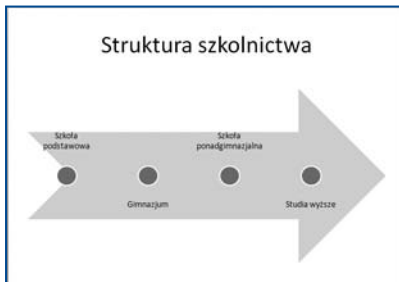 Struktura szkolnictwa
Szkoła
podstawowa
Gimnazjum
Szkoła
ponadgimnazjalna
Studia wyższe